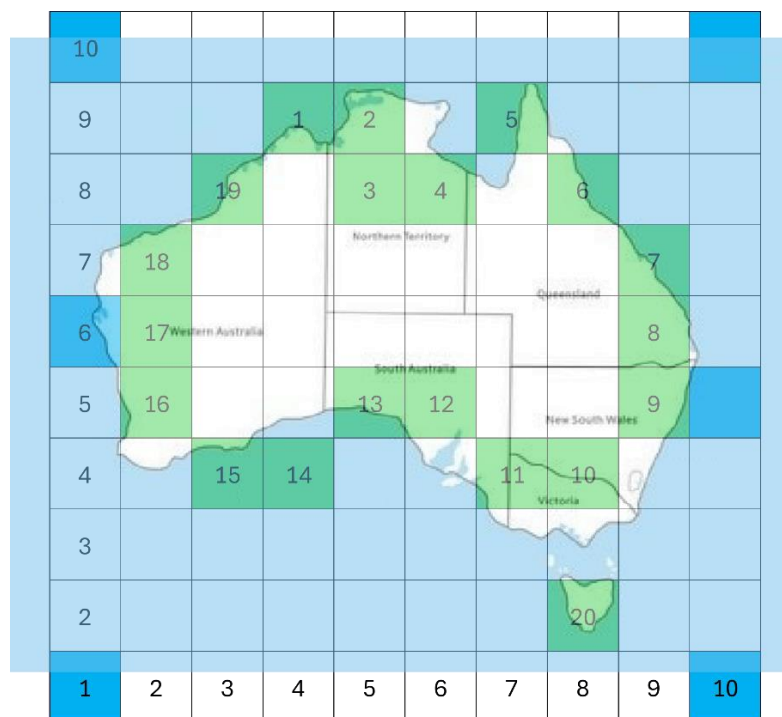 10
9 1 2 5
8 19 3 4 6
Northern Territory
7 18 7
Queensland
6 17 Western Australia 8
South Australia
5 16 13 12 9
New South Wales
4 15 14 11 10
Victoria
3
2 20
1 2 3 4 5 6 7 8 9 10